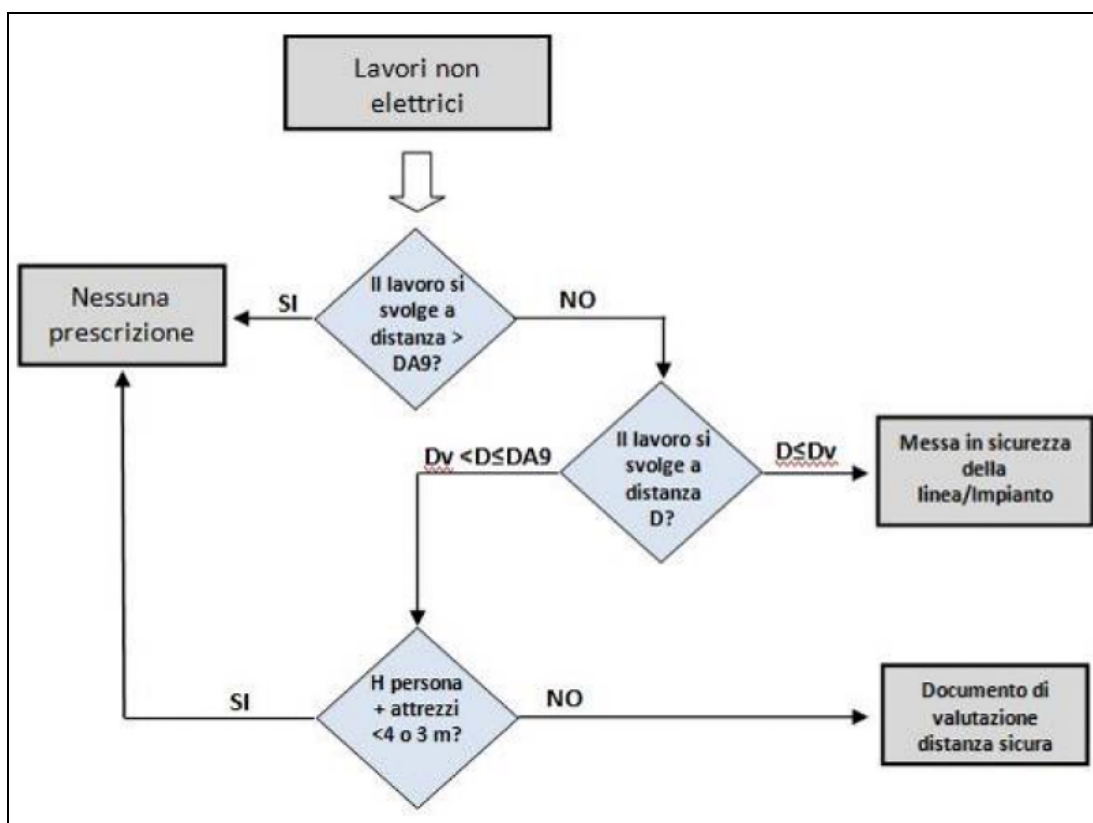 Lavori non
elettrici
Il lavoro si
svolge a
distanza >
DA9?
SI
NO
Nessuna
prescrizione
Il lavoro si
svolge a
distanza
D?
Dv <D≤DA9
D≤Dv
Messa in sicurezza
della
linea/Impianto
H persona
+ attrezzi
<4 o 3 m?
SI
NO
Documento di
valutazione
distanza sicura